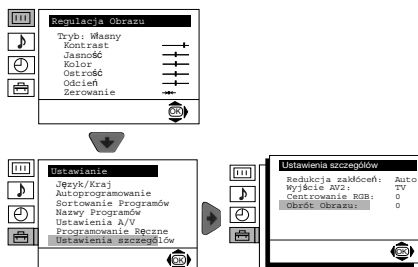 Regulacja Obrazu
Tryb: Własny
Kontrast
Jasność
Kolor
Ostrość
Odcień
Zerowanie
OK
Ustawianie
Język/Kraj
Autoprogramowanie
Sortowanie Programów
Nazwy Programów
Ustawienia A/V
Programowanie Ręczne
Ustawienia szczegółów
OK
Ustawienia szczegółów
Redukcja zakłóceń: Auto
Wyjście AV2: TV
Centrowanie RGB: 0
Obrót Obrazu: 0
OK